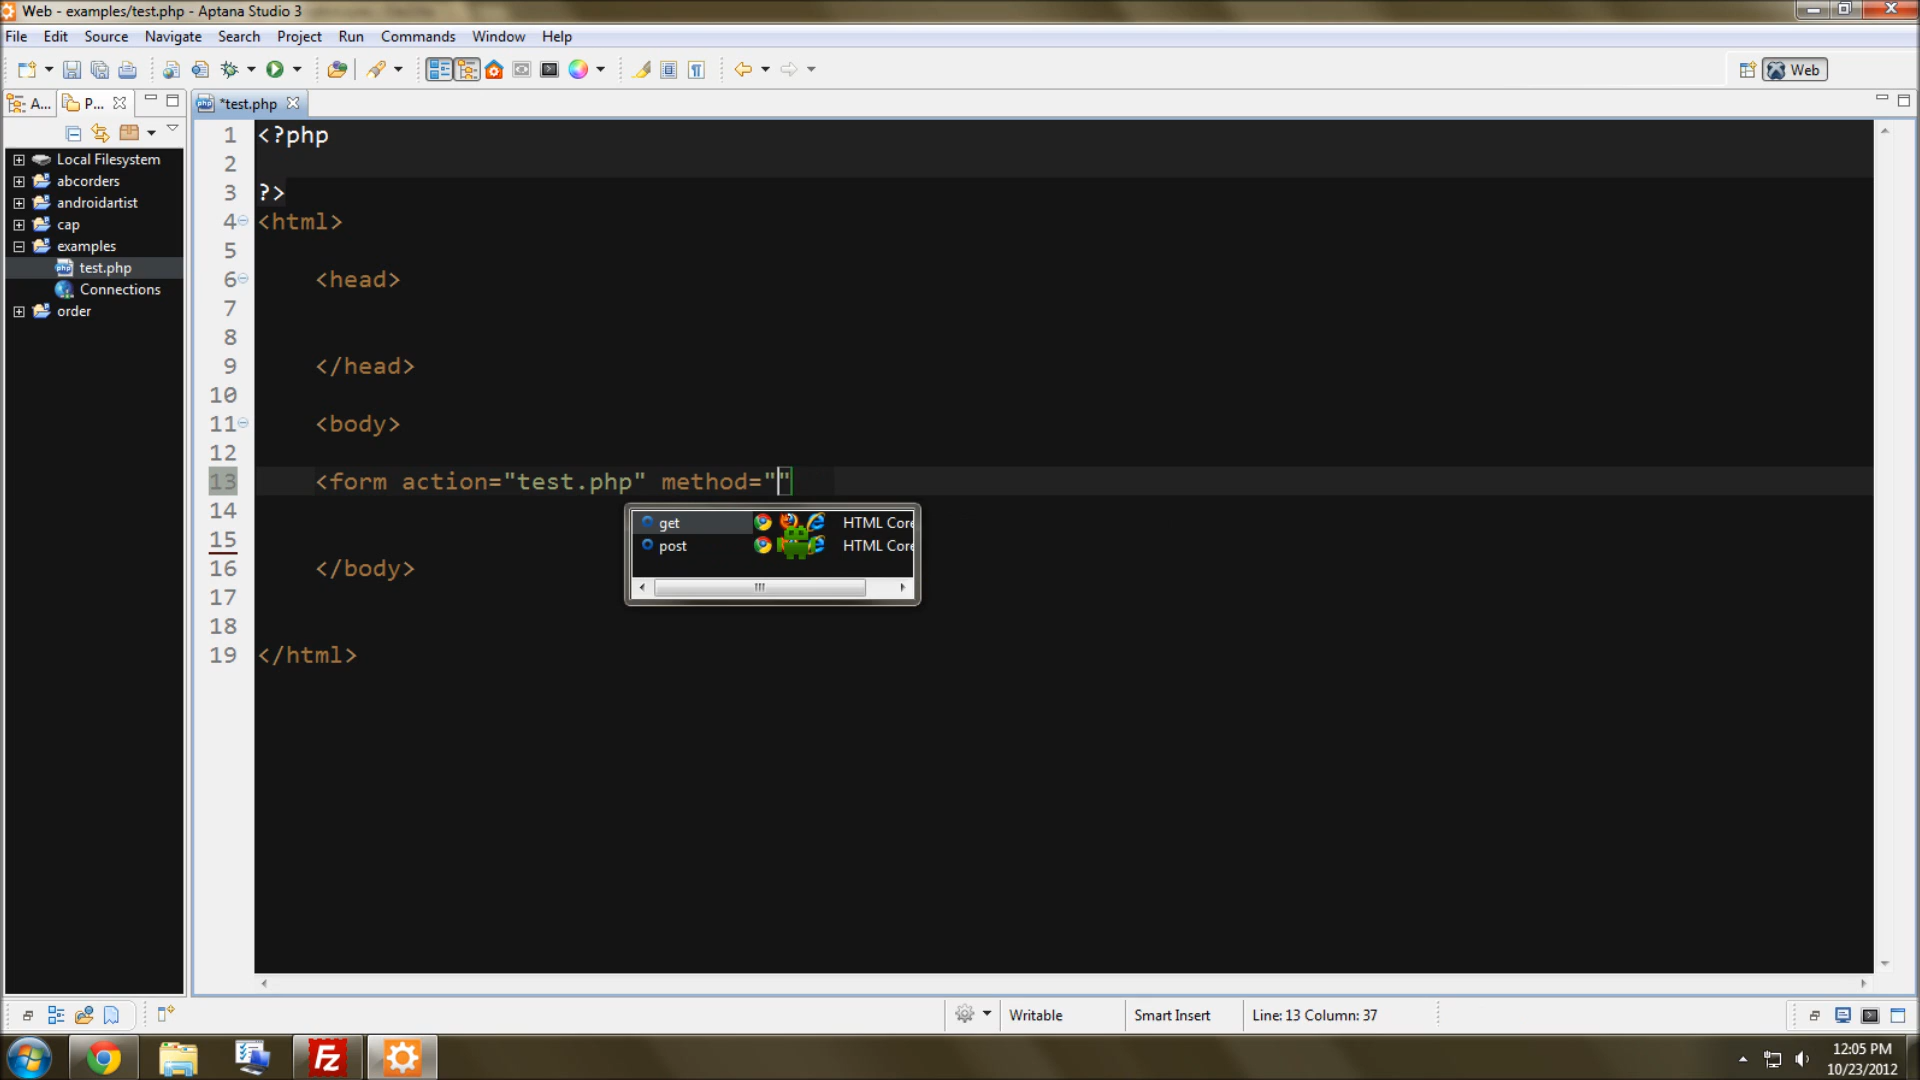 Web - examples/test.php - Aptana Studio 3
File Edit Source Navigate Search Project Run Commands Window Help
Web
A... P... *test.php
Local Filesystem
abcorders
androidartist
cap
examples
test.php
Connections
order
1 <?php
2
3 ?>
4 <html>
5
6 <head>
7
8
9 </head>
10
11 <body>
12
13 <form action="test.php" method=""
14
15
16 </body>
17
18
19 </html>
get HTML Core
post HTML Core
Writable Smart Insert Line: 13 Column: 37
12:05 PM
10/23/2012